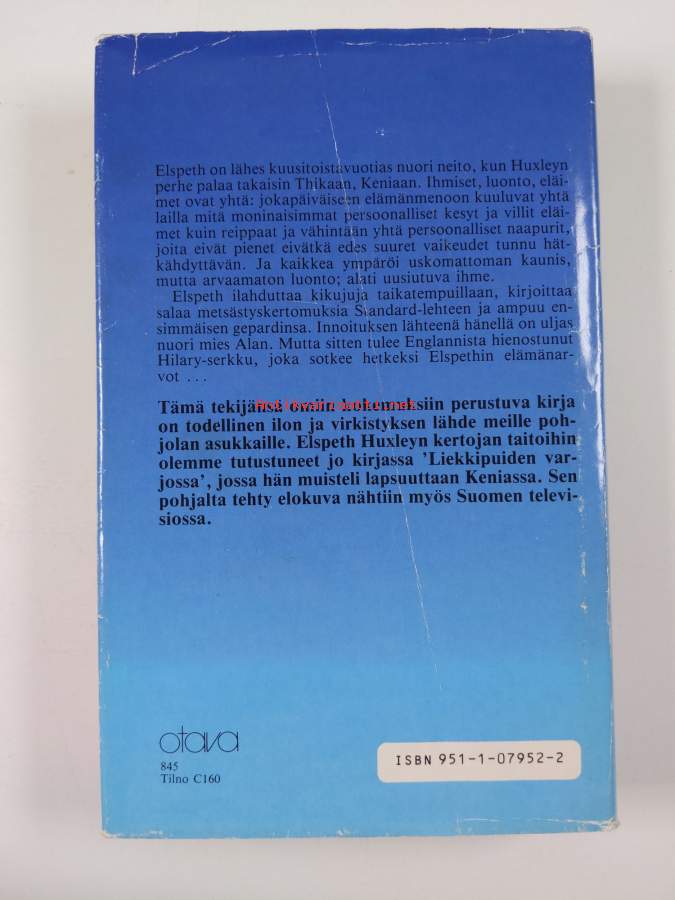 Elspeth on lähes kuusitoistavuotias nuori neito, kun Huxleyn
perhe palaa takaisin Thikaan, Keniaan. Ihmiset, luonto, eläi-
met ovat yhtä: jokapäiväiseen elämänmenoon kuuluvat yhtä
lailla mitä moninaisimmat persoonalliset kesyt ja villit eläi-
met kuin reippaat ja vähintään yhtä persoonalliset naapurit,
joita eivät pienet eivätkä edes suuret vaikeudet tunnu hät-
kähdyttävän. Ja kaikkea ympäröi uskomattoman kaunis,
mutta arvaamaton luonto; alati uusiutuva ihme.
Elspeth ilahduttaa kikujuja taikatempuillaan, kirjoittaa
salaa metsästyskertomuksia Standard-lehteen ja ampuu en-
simmäisen gepardinsa. Innoituksen lähteenä hänellä on uljas
nuori mies Alan. Mutta sitten tulee Englannista hienostunut
Hilary-serkku, joka sotkee hetkeksi Elspethin elämänar-
vot ...
Tämä tekijänsä omiin kokemuksiin perustuva kirja
on todellinen ilon ja virkistyksen lähde meille poh-
jolan asukkaille. Elspeth Huxleyn kertojan taitoihin
olemme tutustuneet jo kirjassa 'Liekkipuiden var-
jossa', jossa hän muisteli lapsuuttaan Keniassa. Sen
pohjalta tehty elokuva nähtiin myös Suomen televi-
siossa.
otava
845
Tilno C160
ISBN 951-1-07952-2